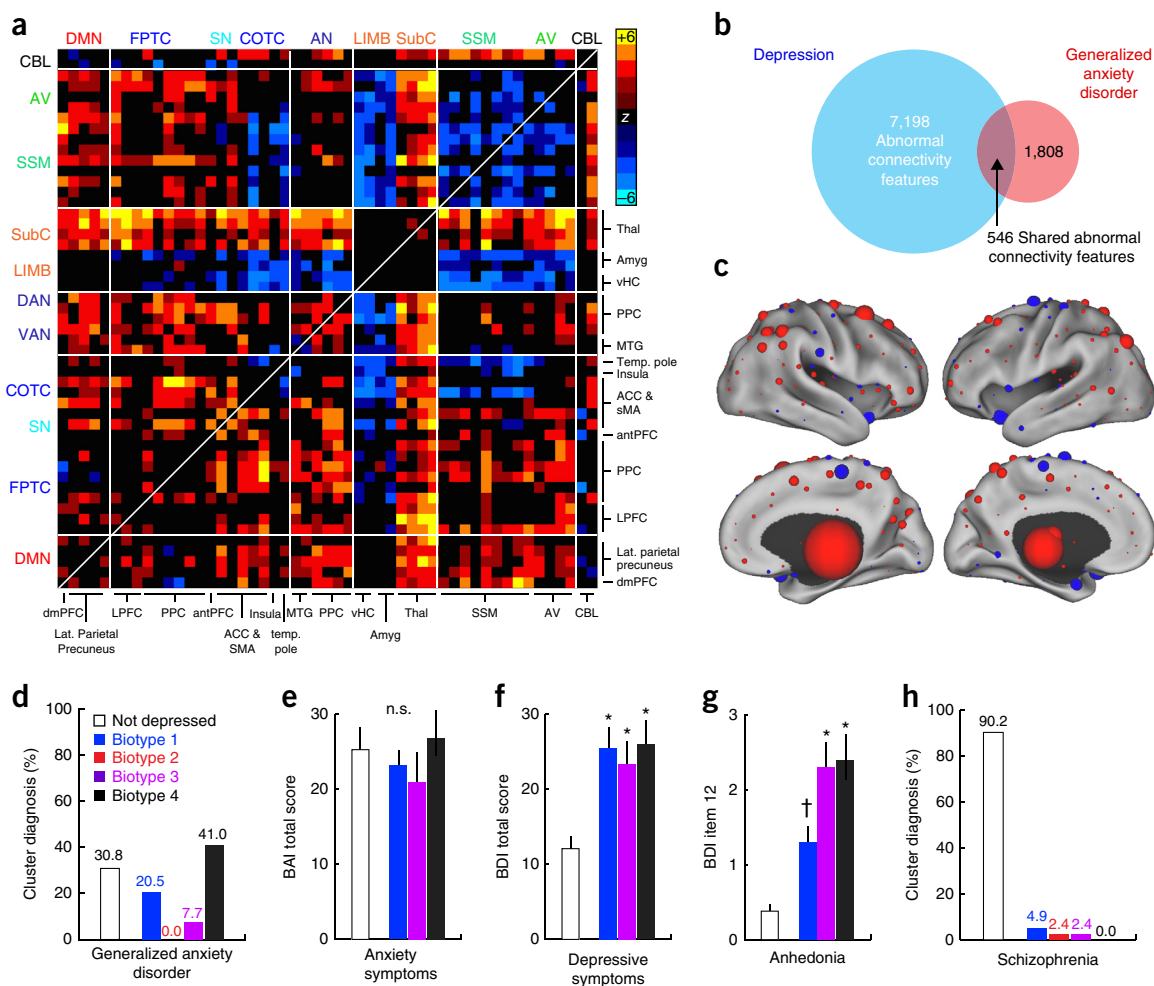 a
DMN FPTC SN COTC AN LIMB SubC SSM AV CBL
CBL
AV
SSM
SubC
LIMB
DAN
VAN
COTC
SN
FPTC
DMN
+6
z
−6
Thal
Amyg
vHC
PPC
MTG
Temp. pole
Insula
ACC &
sMA
antPFC
PPC
LPFC
Lat. parietal
precuneus
dmPFC
dmPFC LPFC PPC antPFC Insula MTG PPC vHC Thal SSM AV CBL
Lat. Parietal
Precuneus
ACC &
SMA
temp.
pole
Amyg
b
Depression
Generalized
anxiety
disorder
7,198
Abnormal
connectivity
features
1,808
546 Shared abnormal
connectivity features
c
d
Cluster diagnosis (%)
100
80
60
40
20
0
Not depressed
Biotype 1
Biotype 2
Biotype 3
Biotype 4
30.8
20.5
0.0
7.7
41.0
Generalized anxiety
disorder
e
BAI total score
30
20
10
0
n.s.
Anxiety
symptoms
f
BDI total score
30
20
10
0
* * *
Depressive
symptoms
g
BDI item 12
3
2
1
0
† * *
Anhedonia
h
Cluster diagnosis (%)
100
80
60
40
20
0
90.2
4.9
2.4
2.4
0.0
Schizophrenia